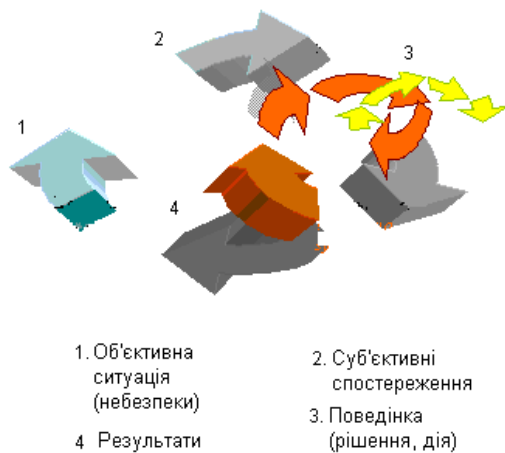 2
3
1
4
1. Об'єктивна
ситуація
(небезпеки)
2. Суб'єктивні
спостереження
3. Поведінка
(рішення, дія)
4 Результати